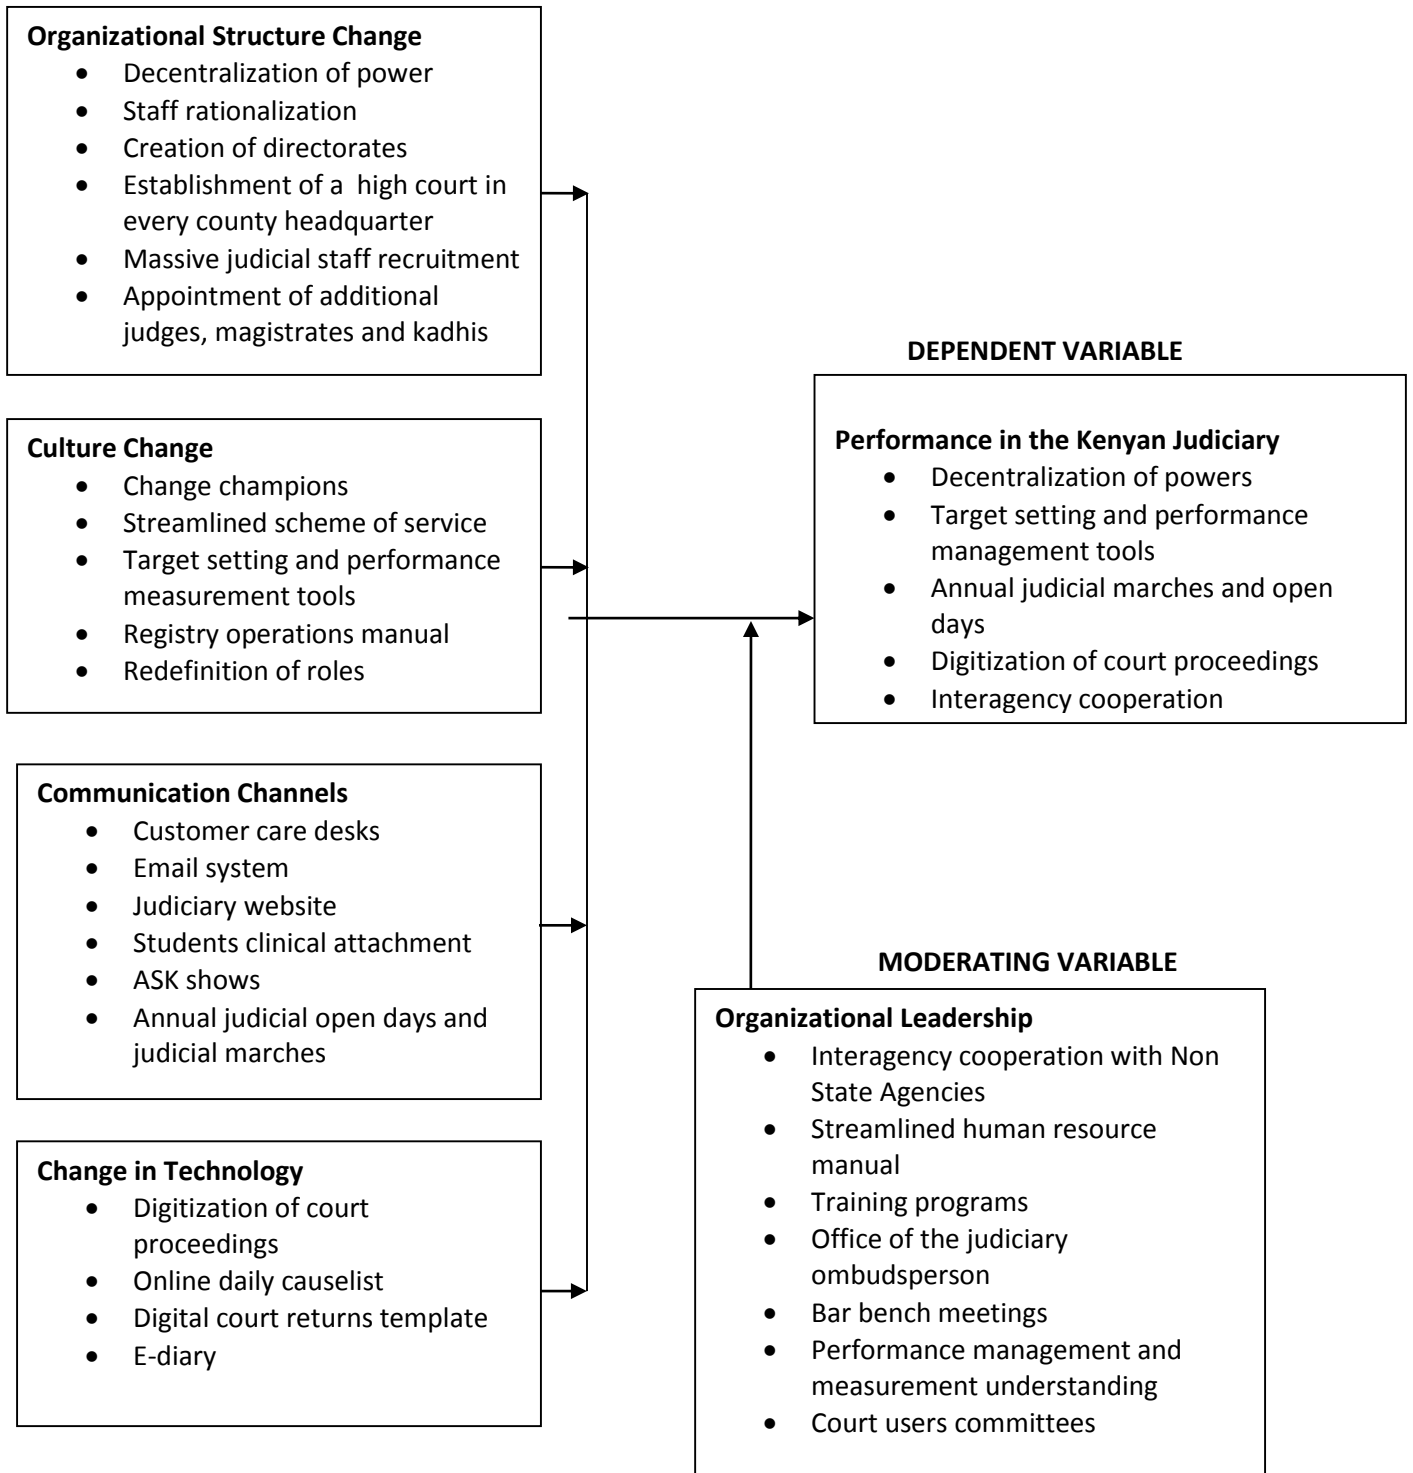 Organizational Structure Change
• Decentralization of power
• Staff rationalization
• Creation of directorates
• Establishment of a high court in
every county headquarter
• Massive judicial staff recruitment
• Appointment of additional
judges, magistrates and kadhis
Culture Change
• Change champions
• Streamlined scheme of service
• Target setting and performance
measurement tools
• Registry operations manual
• Redefinition of roles
Communication Channels
• Customer care desks
• Email system
• Judiciary website
• Students clinical attachment
• ASK shows
• Annual judicial open days and
judicial marches
Change in Technology
• Digitization of court
proceedings
• Online daily causelist
• Digital court returns template
• E-diary
DEPENDENT VARIABLE
Performance in the Kenyan Judiciary
• Decentralization of powers
• Target setting and performance
management tools
• Annual judicial marches and open
days
• Digitization of court proceedings
• Interagency cooperation
MODERATING VARIABLE
Organizational Leadership
• Interagency cooperation with Non
State Agencies
• Streamlined human resource
manual
• Training programs
• Office of the judiciary
ombudsperson
• Bar bench meetings
• Performance management and
measurement understanding
• Court users committees